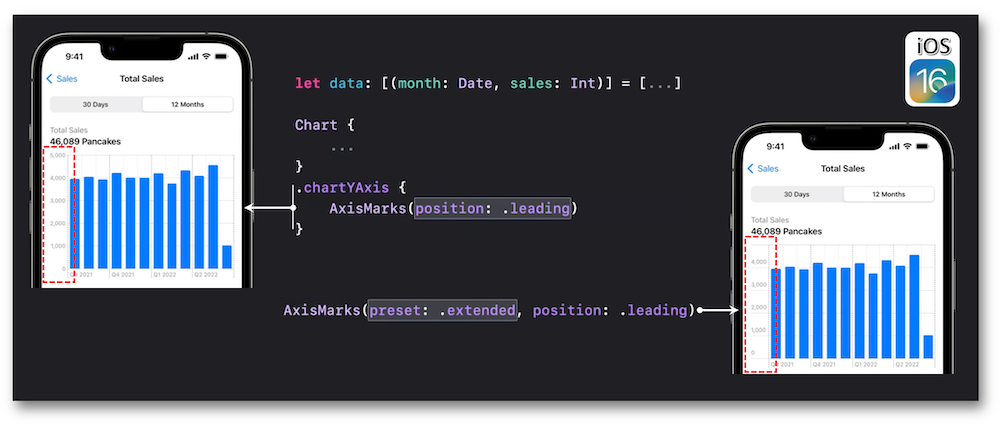 9:41
Sales
Total Sales
30 Days
12 Months
Total Sales
46,089 Pancakes
5,000
4,000
3,000
2,000
1,000
0
Q3 2021
Q4 2021
Q1 2022
Q2 2022
let data: [(month: Date, sales: Int)] = [...]
Chart {
...
}
.chartYAxis {
AxisMarks(position: .leading)
}
AxisMarks(preset: .extended, position: .leading)
iOS
16
9:41
Sales
Total Sales
30 Days
12 Months
Total Sales
46,089 Pancakes
4,000
3,000
2,000
1,000
0
2021
Q4 2021
Q1 2022
Q2 2022